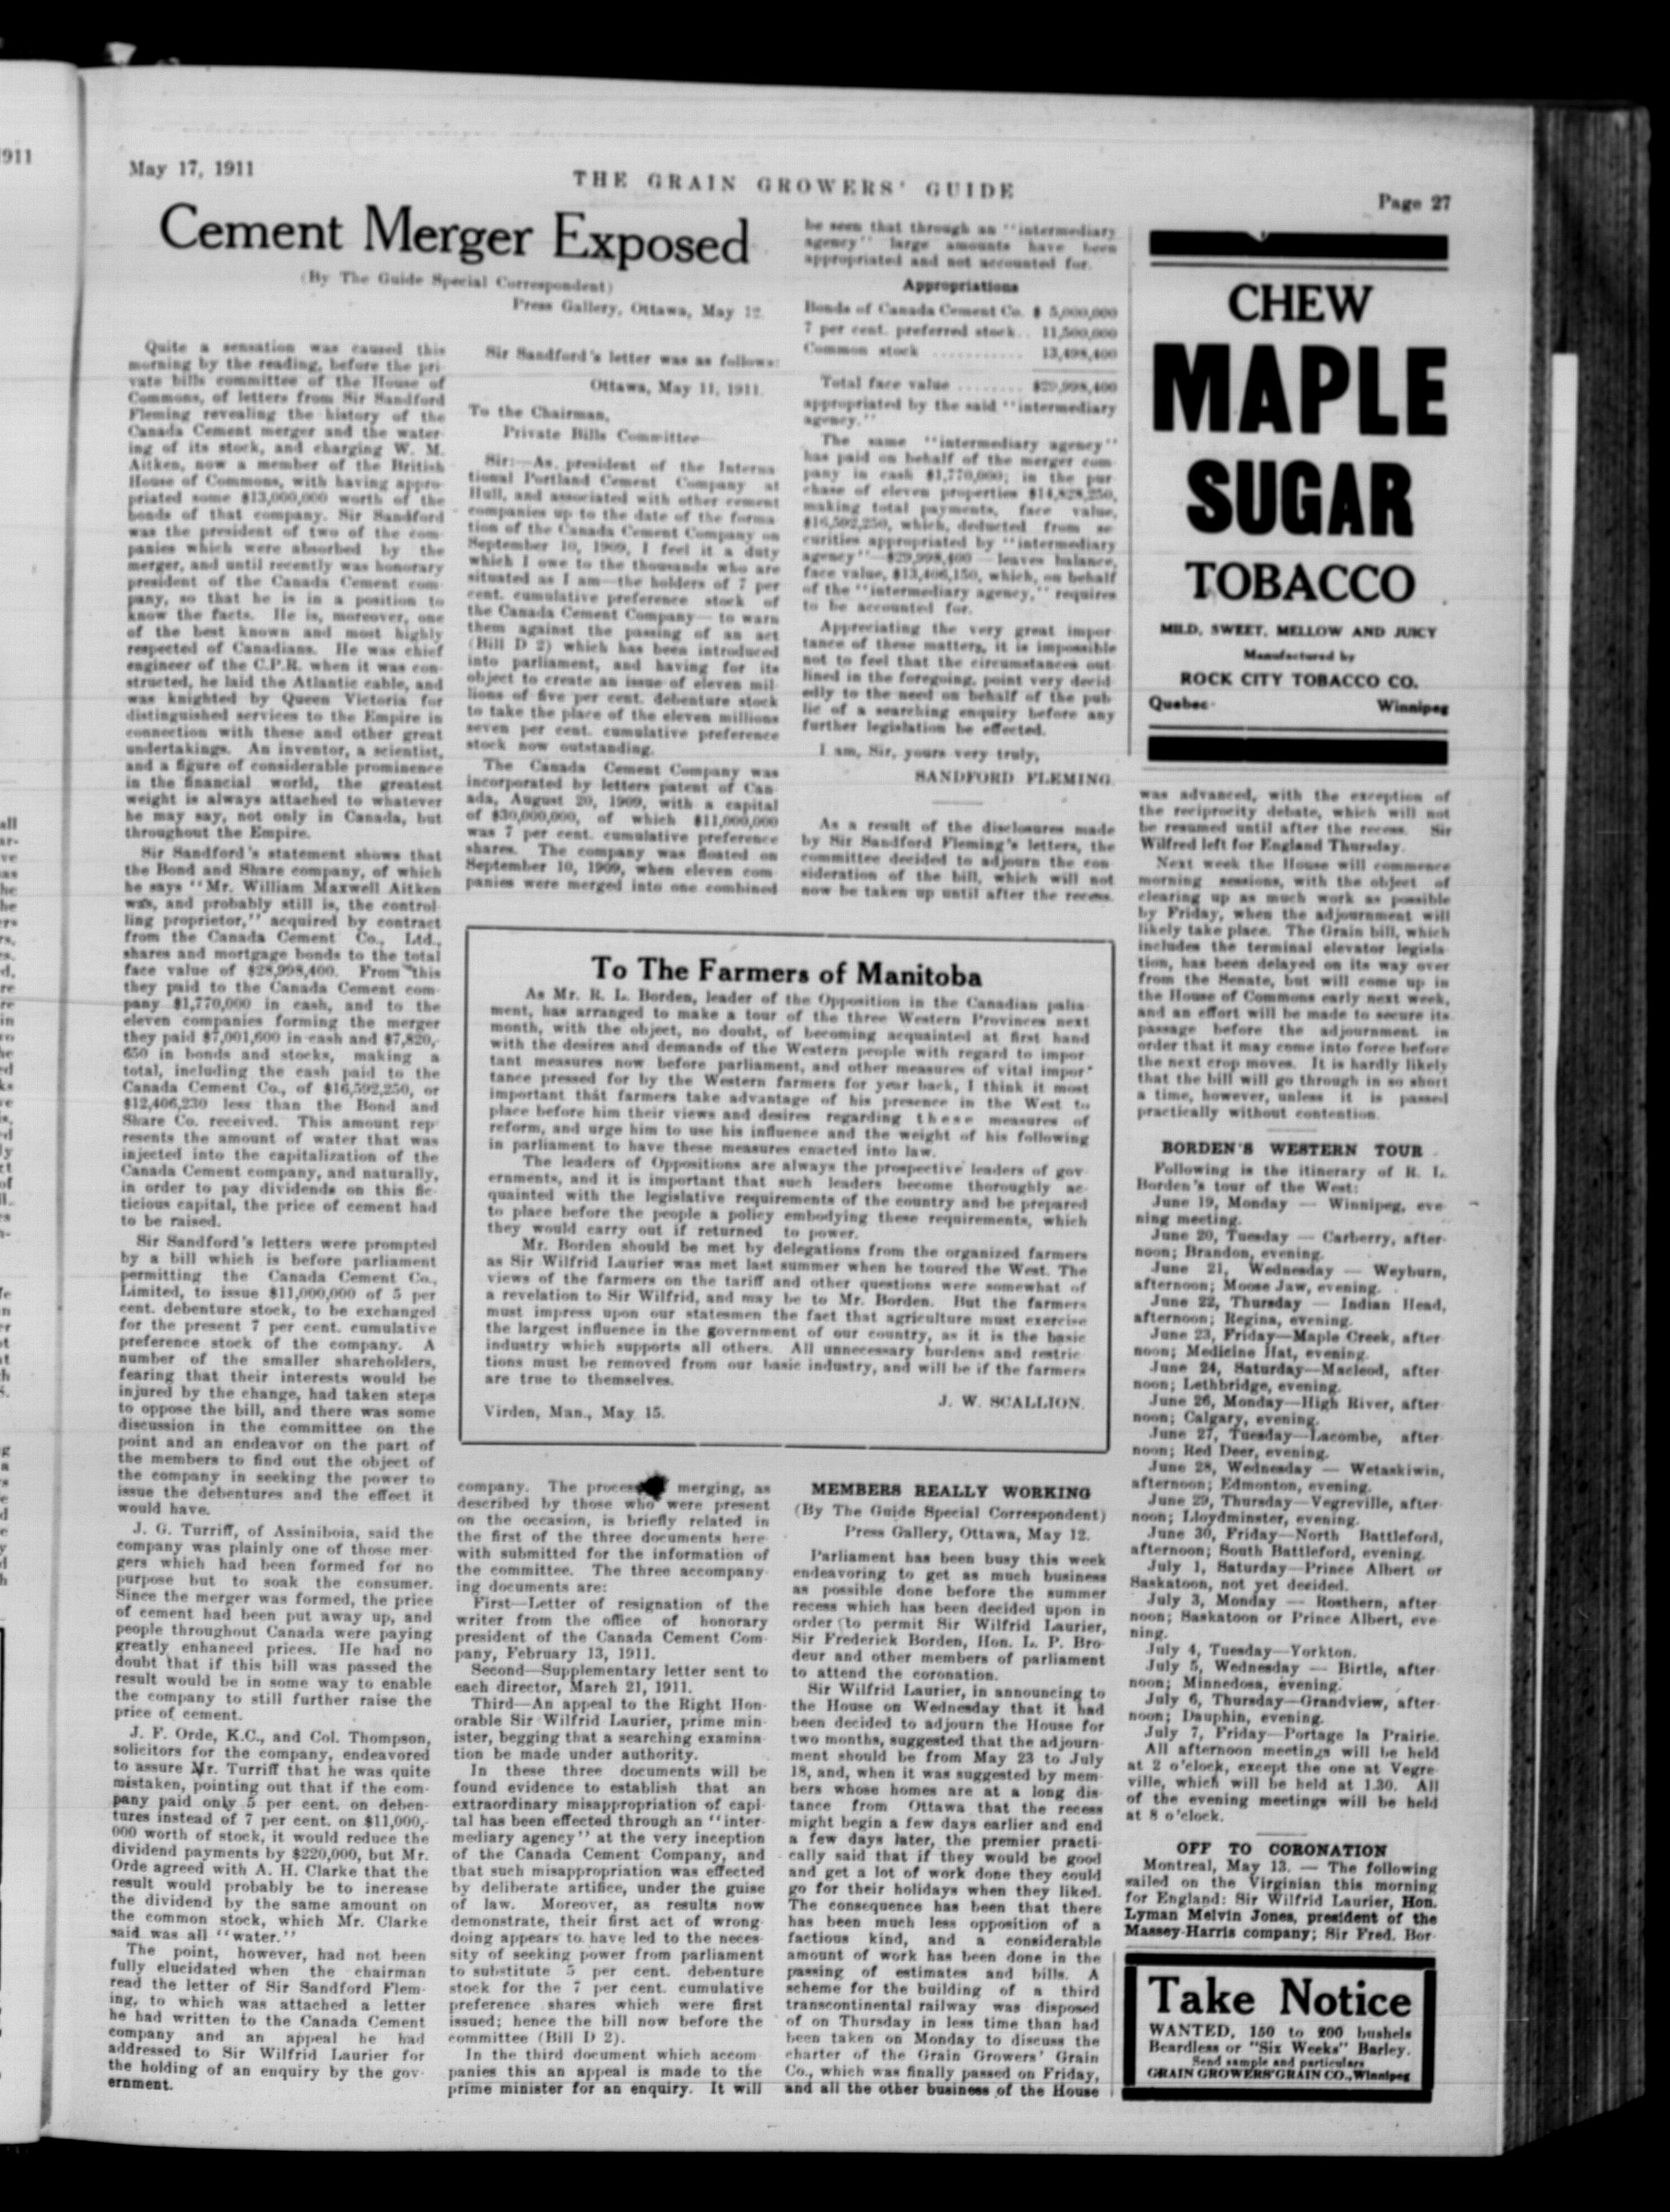 May 17, 1911
THE GRAIN GROWERS' GUIDE
Page 27
Cement Merger Exposed
(By The Guide Special Correspondent)
Press Gallery, Ottawa, May 12.
Quite a sensation was caused this
morning by the reading, before the pri-
vate bills committee of the House of
Commons, of letters from Sir Sandford
Fleming revealing the history of the
Canada Cement merger and the water-
ing of its stock, and charging W. M.
Aitken, now a member of the British
House of Commons, with having appro-
priated some $13,000,000 worth of the
bonds of that company. Sir Sandford
was the president of two of the com-
panies which were absorbed by the
merger, and until recently was honorary
president of the Canada Cement com-
pany, so that he is in a position to
know the facts. He is, moreover, one
of the best known and most highly
respected of Canadians. He was chief
engineer of the C.P.R. when it was con-
structed, he laid the Atlantic cable, and
was knighted by Queen Victoria for
distinguished services to the Empire in
connection with these and other great
undertakings. An inventor, a scientist,
and a figure of considerable prominence
in the financial world, the greatest
weight is always attached to whatever
he may say, not only in Canada, but
throughout the Empire.
Sir Sandford's statement shows that
the Bond and Share company, of which
he says "Mr. William Maxwell Aitken
was, and probably still is, the control-
ling proprietor," acquired by contract
from the Canada Cement Co., Ltd.,
shares and mortgage bonds to the total
face value of $28,998,400. From this
they paid to the Canada Cement com-
pany $1,770,000 in cash, and to the
eleven companies forming the merger
they paid $7,001,600 in cash and $7,820,-
650 in bonds and stocks, making a
total, including the cash paid to the
Canada Cement Co., of $16,592,250, or
$12,406,230 less than the Bond and
Share Co. received. This amount rep-
resents the amount of water that was
injected into the capitalization of the
Canada Cement company, and naturally,
in order to pay dividends on this fic-
ticious capital, the price of cement had
to be raised.
Sir Sandford's letters were prompted
by a bill which is before parliament
permitting the Canada Cement Co.,
Limited, to issue $11,000,000 of 5 per
cent. debenture stock, to be exchanged
for the present 7 per cent. cumulative
preference stock of the company. A
number of the smaller shareholders,
fearing that their interests would be
injured by the change, had taken steps
to oppose the bill, and there was some
discussion in the committee on the
point and an endeavor on the part of
the members to find out the object of
the company in seeking the power to
issue the debentures and the effect it
would have.
J. G. Turriff, of Assiniboia, said the
company was plainly one of those mer-
gers which had been formed for no
purpose but to soak the consumer.
Since the merger was formed, the price
of cement had been put away up, and
people throughout Canada were paying
greatly enhanced prices. He had no
doubt that if this bill was passed the
result would be in some way to enable
the company to still further raise the
price of cement.
J. F. Orde, K.C., and Col. Thompson,
solicitors for the company, endeavored
to assure Mr. Turriff that he was quite
mistaken, pointing out that if the com-
pany paid only 5 per cent. on deben-
tures instead of 7 per cent. on $11,000,-
000 worth of stock, it would reduce the
dividend payments by $220,000, but Mr.
Orde agreed with A. H. Clarke that the
result would probably be to increase
the dividend by the same amount on
the common stock, which Mr. Clarke
said was all "water."
The point, however, had not been
fully elucidated when the chairman
read the letter of Sir Sandford Flem-
ing, to which was attached a letter
he had written to the Canada Cement
company and an appeal he had
addressed to Sir Wilfrid Laurier for
the holding of an enquiry by the gov-
ernment.
Sir Sandford's letter was as follows:
Ottawa, May 11, 1911.
To the Chairman,
Private Bills Committee—
Sir:—As president of the Interna-
tional Portland Cement Company at
Hull, and associated with other cement
companies up to the date of the forma-
tion of the Canada Cement Company on
September 10, 1909, I feel it a duty
which I owe to the thousands who are
situated as I am—the holders of 7 per
cent. cumulative preference stock of
the Canada Cement Company—to warn
them against the passing of an act
(Bill D 2) which has been introduced
into parliament, and having for its
object to create an issue of eleven mil-
lions of five per cent. debenture stock
to take the place of the eleven millions
seven per cent. cumulative preference
stock now outstanding.
The Canada Cement Company was
incorporated by letters patent of Can-
ada, August 20, 1909, with a capital
of $30,000,000, of which $11,000,000
was 7 per cent. cumulative preference
shares. The company was floated on
September 10, 1909, when eleven com-
panies were merged into one combined
company. The process merging, as
described by those who were present
on the occasion, is briefly related in
the first of the three documents here-
with submitted for the information of
the committee. The three accompany-
ing documents are:
First—Letter of resignation of the
writer from the office of honorary
president of the Canada Cement Com-
pany, February 13, 1911.
Second—Supplementary letter sent to
each director, March 21, 1911.
Third—An appeal to the Right Hon-
orable Sir Wilfrid Laurier, prime min-
ister, begging that a searching examina-
tion be made under authority.
In these three documents will be
found evidence to establish that an
extraordinary misappropriation of capi-
tal has been effected through an "inter-
mediary agency" at the very inception
of the Canada Cement Company, and
that such misappropriation was effected
by deliberate artifice, under the guise
of law. Moreover, as results now
demonstrate, their first act of wrong-
doing appears to have led to the neces-
sity of seeking power from parliament
to substitute 5 per cent. debenture
stock for the 7 per cent. cumulative
preference shares which were first
issued; hence the bill now before the
committee (Bill D 2).
In the third document which accom-
panies this an appeal is made to the
prime minister for an enquiry. It will
be seen that through an "intermediary
agency" large amounts have been
appropriated and not accounted for.
Appropriations
Bonds of Canada Cement Co. $ 5,000,000
7 per cent. preferred stock.. 11,500,000
Common stock ........... 13,498,400
Total face value ........ $29,998,400
appropriated by the said "intermediary
agency."
The same "intermediary agency"
has paid on behalf of the merger com-
pany in cash $1,770,000; in the pur-
chase of eleven properties $14,828,250,
making total payments, face value,
$16,592,250, which, deducted from se-
curities appropriated by "intermediary
agency"—$29,998,400—leaves balance,
face value, $13,406,150, which, on behalf
of the "intermediary agency," requires
to be accounted for.
Appreciating the very great impor-
tance of these matters, it is impossible
not to feel that the circumstances out-
lined in the foregoing, point very decid-
edly to the need on behalf of the pub-
lic of a searching enquiry before any
further legislation be effected.
I am, Sir, yours very truly,
SANDFORD FLEMING.
As a result of the disclosures made
by Sir Sandford Fleming's letters, the
committee decided to adjourn the con-
sideration of the bill, which will not
now be taken up until after the recess.
To The Farmers of Manitoba
As Mr. R. L. Borden, leader of the Opposition in the Canadian palia-
ment, has arranged to make a tour of the three Western Provinces next
month, with the object, no doubt, of becoming acquainted at first hand
with the desires and demands of the Western people with regard to impor-
tant measures now before parliament, and other measures of vital impor-
tance pressed for by the Western farmers for year back, I think it most
important that farmers take advantage of his presence in the West to
place before him their views and desires regarding these measures of
reform, and urge him to use his influence and the weight of his following
in parliament to have these measures enacted into law.
The leaders of Oppositions are always the prospective leaders of gov-
ernments, and it is important that such leaders become thoroughly ac-
quainted with the legislative requirements of the country and be prepared
to place before the people a policy embodying these requirements, which
they would carry out if returned to power.
Mr. Borden should be met by delegations from the organized farmers
as Sir Wilfrid Laurier was met last summer when he toured the West. The
views of the farmers on the tariff and other questions were somewhat of
a revelation to Sir Wilfrid, and may be to Mr. Borden. But the farmers
must impress upon our statesmen the fact that agriculture must exercise
the largest influence in the government of our country, as it is the basic
industry which supports all others. All unnecessary burdens and restric-
tions must be removed from our basic industry, and will be if the farmers
are true to themselves.
J. W. SCALLION.
Virden, Man., May 15.
MEMBERS REALLY WORKING
(By The Guide Special Correspondent)
Press Gallery, Ottawa, May 12.
Parliament has been busy this week
endeavoring to get as much business
as possible done before the summer
recess which has been decided upon in
order to permit Sir Wilfrid Laurier,
Sir Frederick Borden, Hon. L. P. Bro-
deur and other members of parliament
to attend the coronation.
Sir Wilfrid Laurier, in announcing to
the House on Wednesday that it had
been decided to adjourn the House for
two months, suggested that the adjourn-
ment should be from May 23 to July
18, and, when it was suggested by mem-
bers whose homes are at a long dis-
tance from Ottawa that the recess
might begin a few days earlier and end
a few days later, the premier practi-
cally said that if they would be good
and get a lot of work done they could
go for their holidays when they liked.
The consequence has been that there
has been much less opposition of a
factious kind, and a considerable
amount of work has been done in the
passing of estimates and bills. A
scheme for the building of a third
transcontinental railway was disposed
of on Thursday in less time than had
been taken on Monday to discuss the
charter of the Grain Growers' Grain
Co., which was finally passed on Friday,
and all the other business of the House
CHEW
MAPLE
SUGAR
TOBACCO
MILD, SWEET, MELLOW AND JUICY
Manufactured by
ROCK CITY TOBACCO CO.
Quebec Winnipeg
was advanced, with the exception of
the reciprocity debate, which will not
be resumed until after the recess. Sir
Wilfred left for England Thursday.
Next week the House will commence
morning sessions, with the object of
clearing up as much work as possible
by Friday, when the adjournment will
likely take place. The Grain bill, which
includes the terminal elevator legisla-
tion, has been delayed on its way over
from the Senate, but will come up in
the House of Commons early next week,
and an effort will be made to secure its
passage before the adjournment in
order that it may come into force before
the next crop moves. It is hardly likely
that the bill will go through in so short
a time, however, unless it is passed
practically without contention.
BORDEN'S WESTERN TOUR
Following is the itinerary of R. L.
Borden's tour of the West:
June 19, Monday — Winnipeg, eve-
ning meeting.
June 20, Tuesday — Carberry, after-
noon; Brandon, evening.
June 21, Wednesday — Weyburn,
afternoon; Moose Jaw, evening.
June 22, Thursday — Indian Head,
afternoon; Regina, evening.
June 23, Friday—Maple Creek, after-
noon; Medicine Hat, evening.
June 24, Saturday—Macleod, after-
noon; Lethbridge, evening.
June 26, Monday—High River, after-
noon; Calgary, evening.
June 27, Tuesday—Lacombe, after-
noon; Red Deer, evening.
June 28, Wednesday — Wetaskiwin,
afternoon; Edmonton, evening.
June 29, Thursday—Vegreville, after-
noon; Lloydminster, evening.
June 30, Friday—North Battleford,
afternoon; South Battleford, evening.
July 1, Saturday—Prince Albert or
Saskatoon, not yet decided.
July 3, Monday — Rosthern, after-
noon; Saskatoon or Prince Albert, eve-
ning.
July 4, Tuesday—Yorkton.
July 5, Wednesday — Birtle, after-
noon; Minnedosa, evening.
July 6, Thursday—Grandview, after-
noon; Dauphin, evening.
July 7, Friday—Portage la Prairie.
All afternoon meetings will be held
at 2 o'clock, except the one at Vegre-
ville, which will be held at 1.30. All
of the evening meetings will be held
at 8 o'clock.
OFF TO CORONATION
Montreal, May 13. — The following
sailed on the Virginian this morning
for England: Sir Wilfrid Laurier, Hon.
Lyman Melvin Jones, president of the
Massey-Harris company; Sir Fred. Bor-
Take Notice
WANTED, 150 to 200 bushels
Beardless or "Six Weeks" Barley.
Send sample and particulars
GRAIN GROWERS' GRAIN CO., Winnipeg